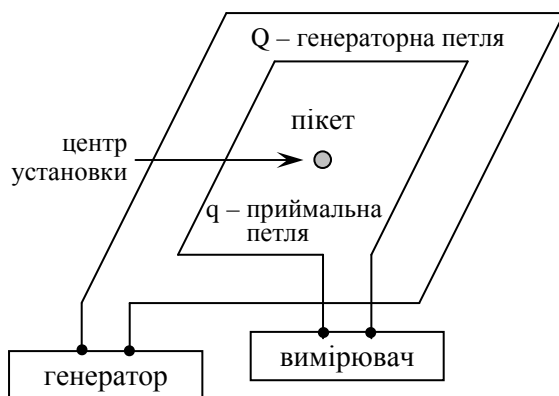 Q – генераторна петля
пікет
центр
установки
q – приймальна
петля
генератор
вимірювач